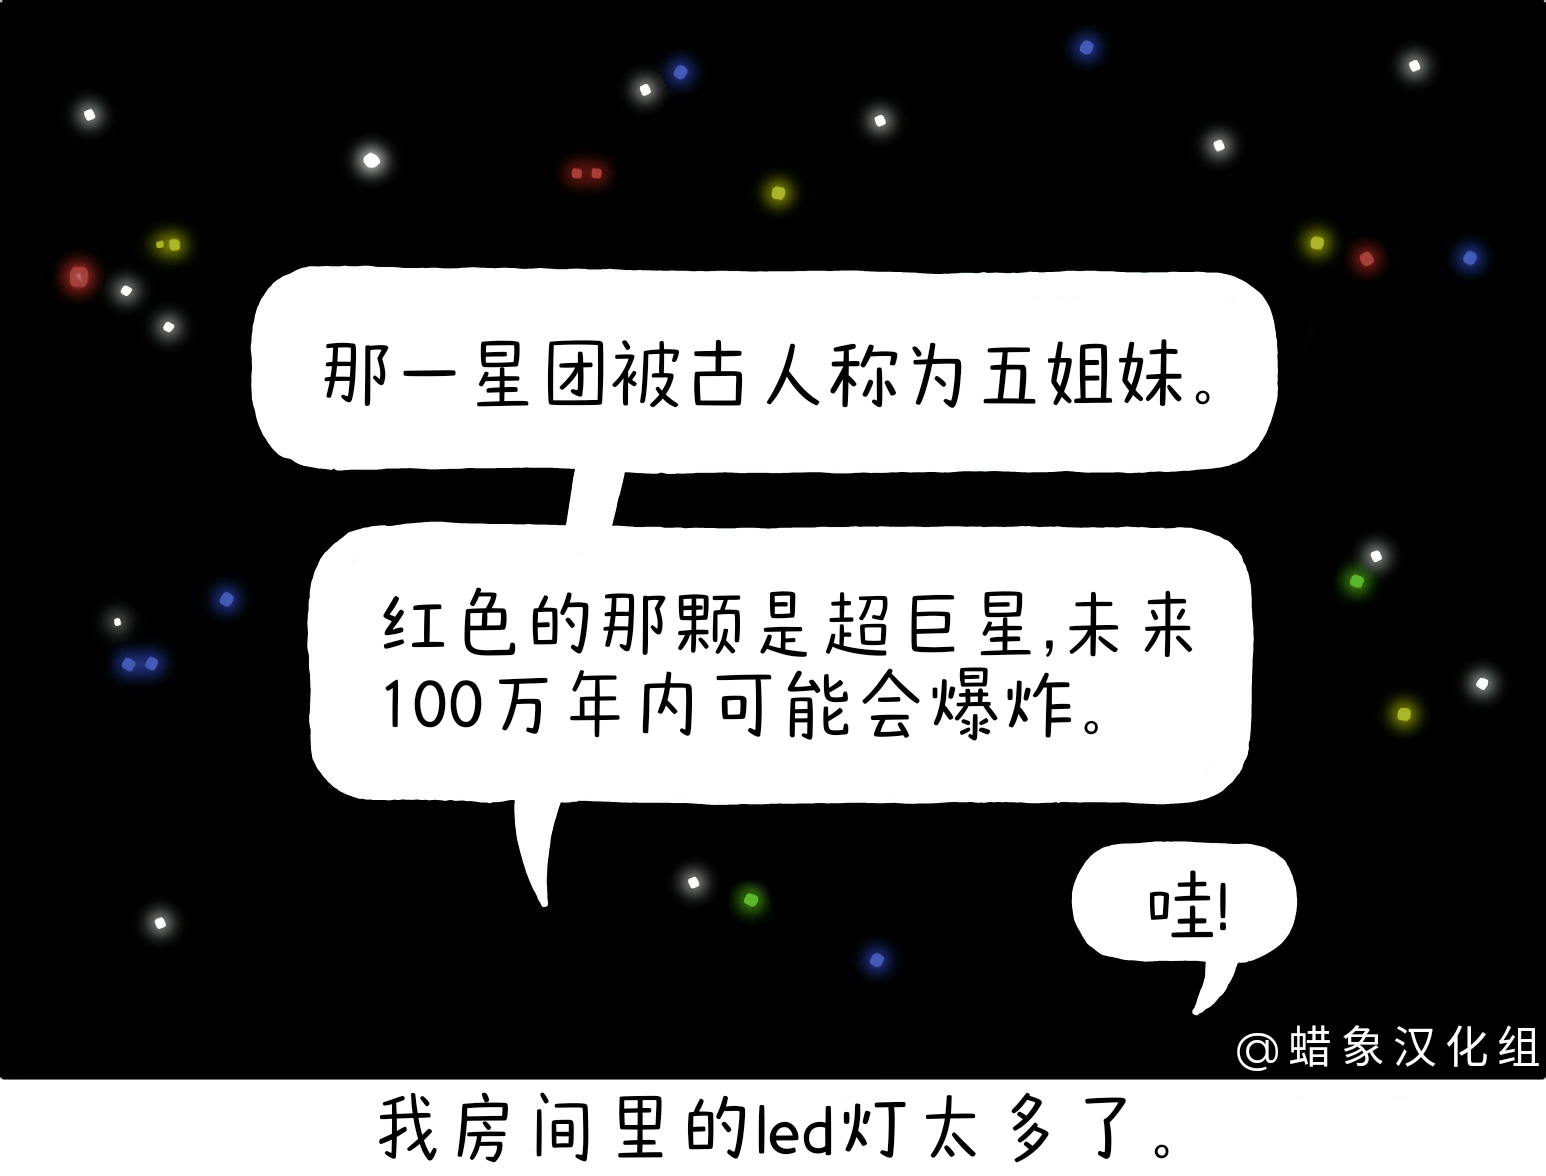 那一星团被古人称为五姐妹。
红色的那颗是超巨星,未来
100万年内可能会爆炸。
哇!
@蜡象汉化组
我房间里的led灯太多了。